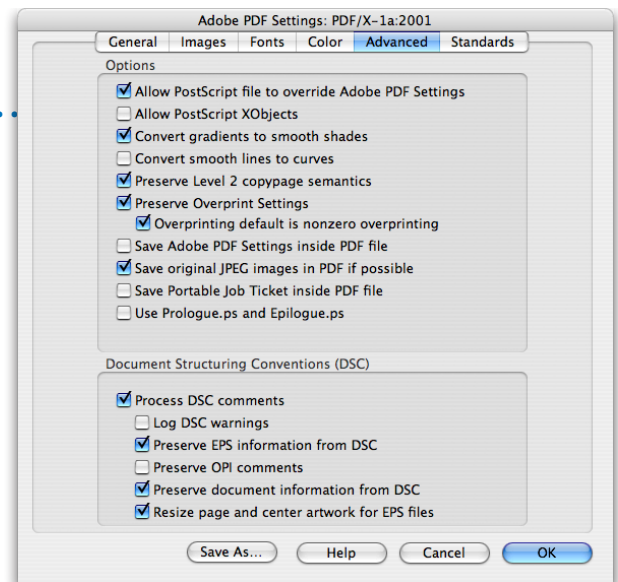 Adobe PDF Settings: PDF/X-1a:2001
General Images Fonts Color Advanced Standards
Options
Allow PostScript file to override Adobe PDF Settings
Allow PostScript XObjects
Convert gradients to smooth shades
Convert smooth lines to curves
Preserve Level 2 copypage semantics
Preserve Overprint Settings
Overprinting default is nonzero overprinting
Save Adobe PDF Settings inside PDF file
Save original JPEG images in PDF if possible
Save Portable Job Ticket inside PDF file
Use Prologue.ps and Epilogue.ps
Document Structuring Conventions (DSC)
Process DSC comments
Log DSC warnings
Preserve EPS information from DSC
Preserve OPI comments
Preserve document information from DSC
Resize page and center artwork for EPS files
Save As... Help Cancel OK